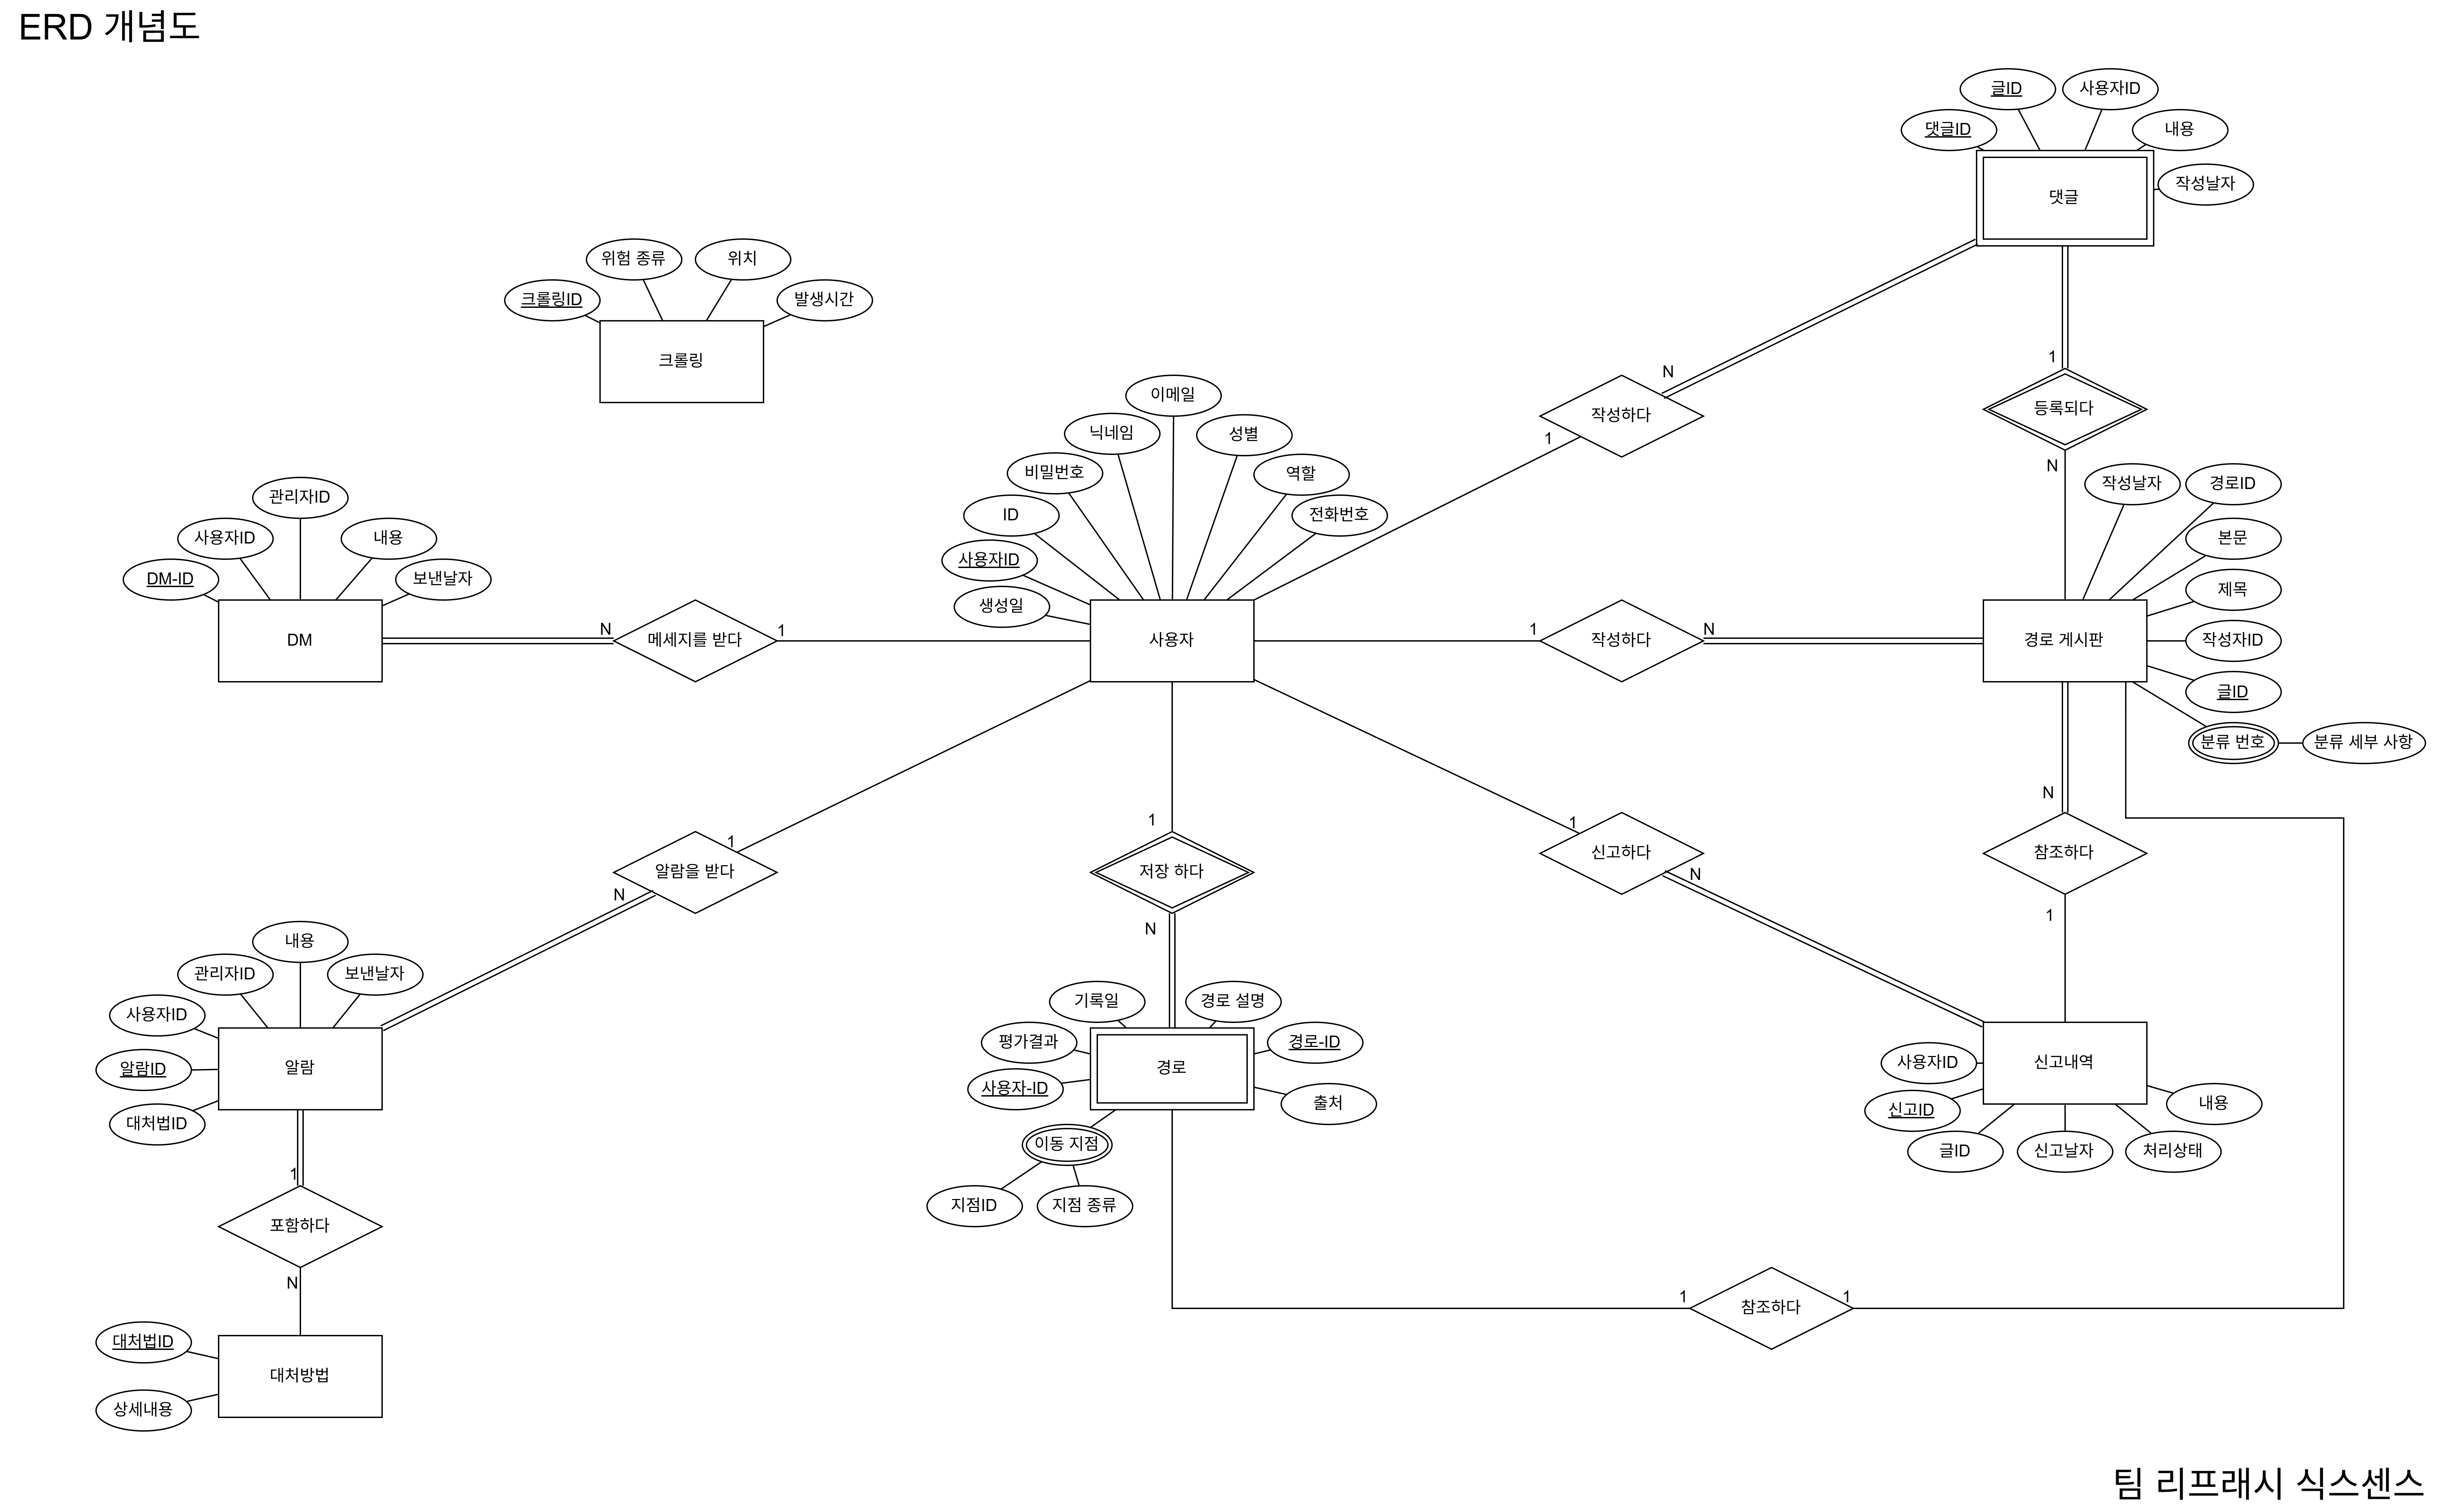 ERD 개념도
글ID
사용자ID
댓글ID
내용
작성날자
댓글
위험 종류
위치
크롤링ID
발생시간
크롤링
N
1
등록되다
N
작성하다
1
이메일
닉네임
성별
비밀번호
역할
ID
전화번호
사용자ID
생성일
사용자
관리자ID
사용자ID
내용
DM-ID
보낸날자
DM
N
메세지를 받다
1
1
작성하다
N
작성날자
경로ID
본문
제목
경로 게시판
작성자ID
글ID
분류 번호
분류 세부 사항
N
참조하다
1
1
알람을 받다
N
1
저장 하다
N
1
신고하다
N
내용
관리자ID
보낸날자
사용자ID
알람ID
알람
대처법ID
1
포함하다
N
대처법ID
대처방법
상세내용
기록일
경로 설명
평가결과
경로-ID
사용자-ID
경로
출처
이동 지점
지점ID
지점 종류
사용자ID
신고내역
신고ID
내용
글ID
신고날자
처리상태
1
참조하다
1
팀 리프래시 식스센스